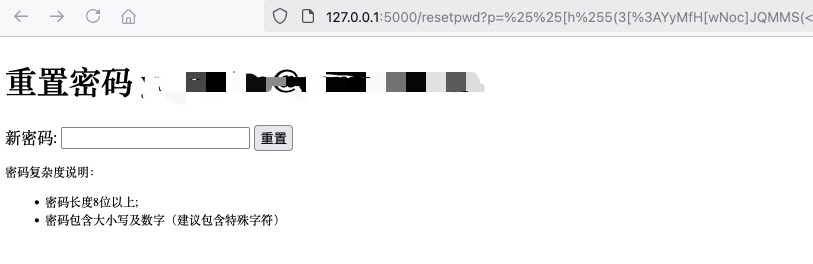 127.0.0.1:5000/resetpwd?p=%25%25[h%255(3[%3AYyMfH[wNoc]JQMMS(<
重置密码
新密码:
重置
密码复杂度说明：
密码长度8位以上;
密码包含大小写及数字（建议包含特殊字符）